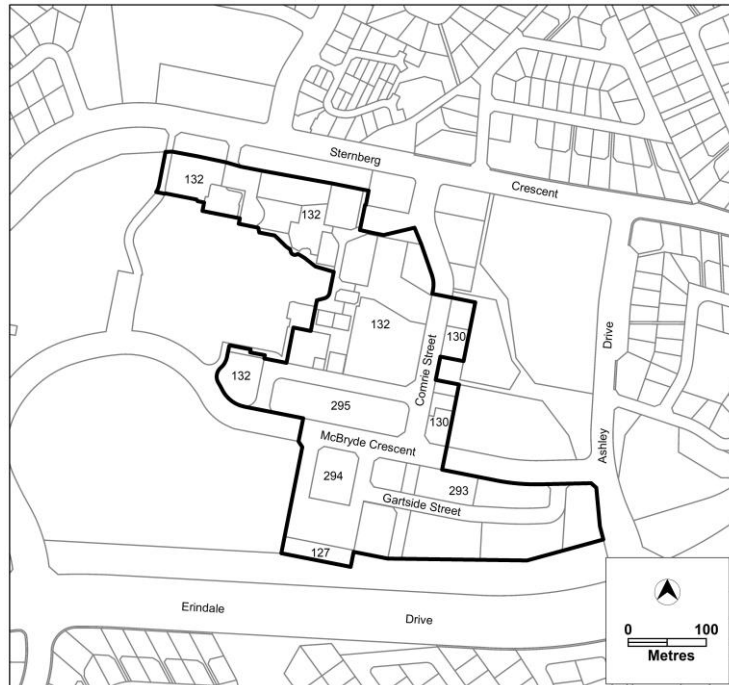 Sternberg
Crescent
132
132
132
Comrie Street
130
Drive
132
295
130
McBryde Crescent
Ashley
294
293
Gartside Street
127
Erindale
Drive
0 100
Metres